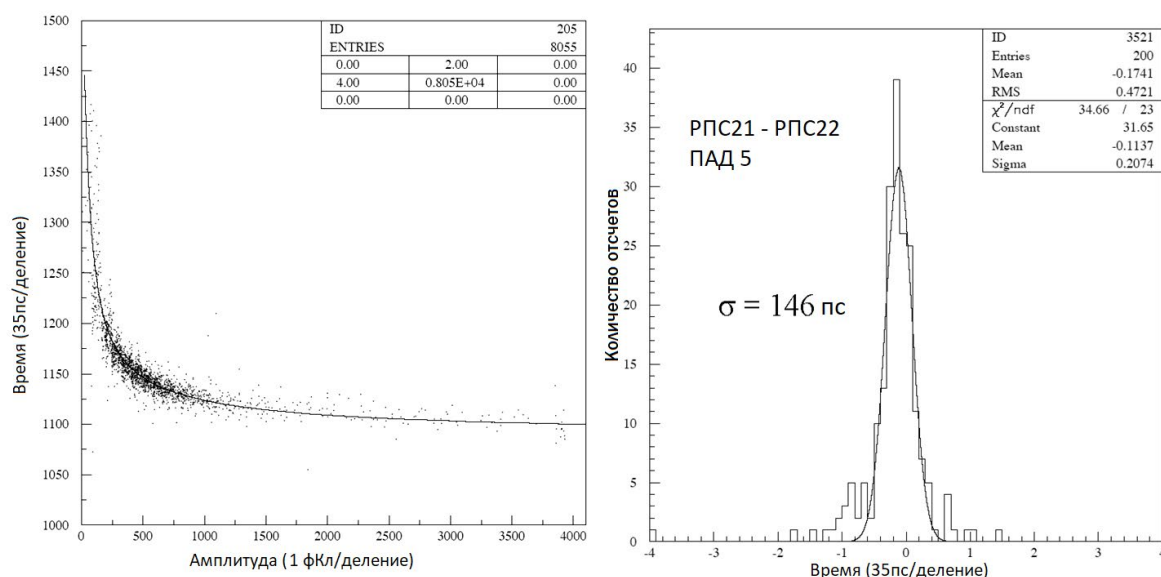 ID 205
ENTRIES 8055
0.00 2.00 0.00
4.00 0.805E+04 0.00
0.00 0.00 0.00
1500
1450
1400
1350
1300
1250
1200
1150
1100
1050
1000
Время (35пс/деление)
0 500 1000 1500 2000 2500 3000 3500 4000
Амплитуда (1 фКл/деление)
ID 3521
Entries 200
Mean -0.1741
RMS 0.4721
χ²/ndf 34.66 / 23
Constant 31.65
Mean -0.1137
Sigma 0.2074
РПС21 - РПС22
ПАД 5
σ = 146 пс
40
35
30
25
20
15
10
5
0
Количество отсчетов
-4 -3 -2 -1 0 1 2 3 4
Время (35пс/деление)